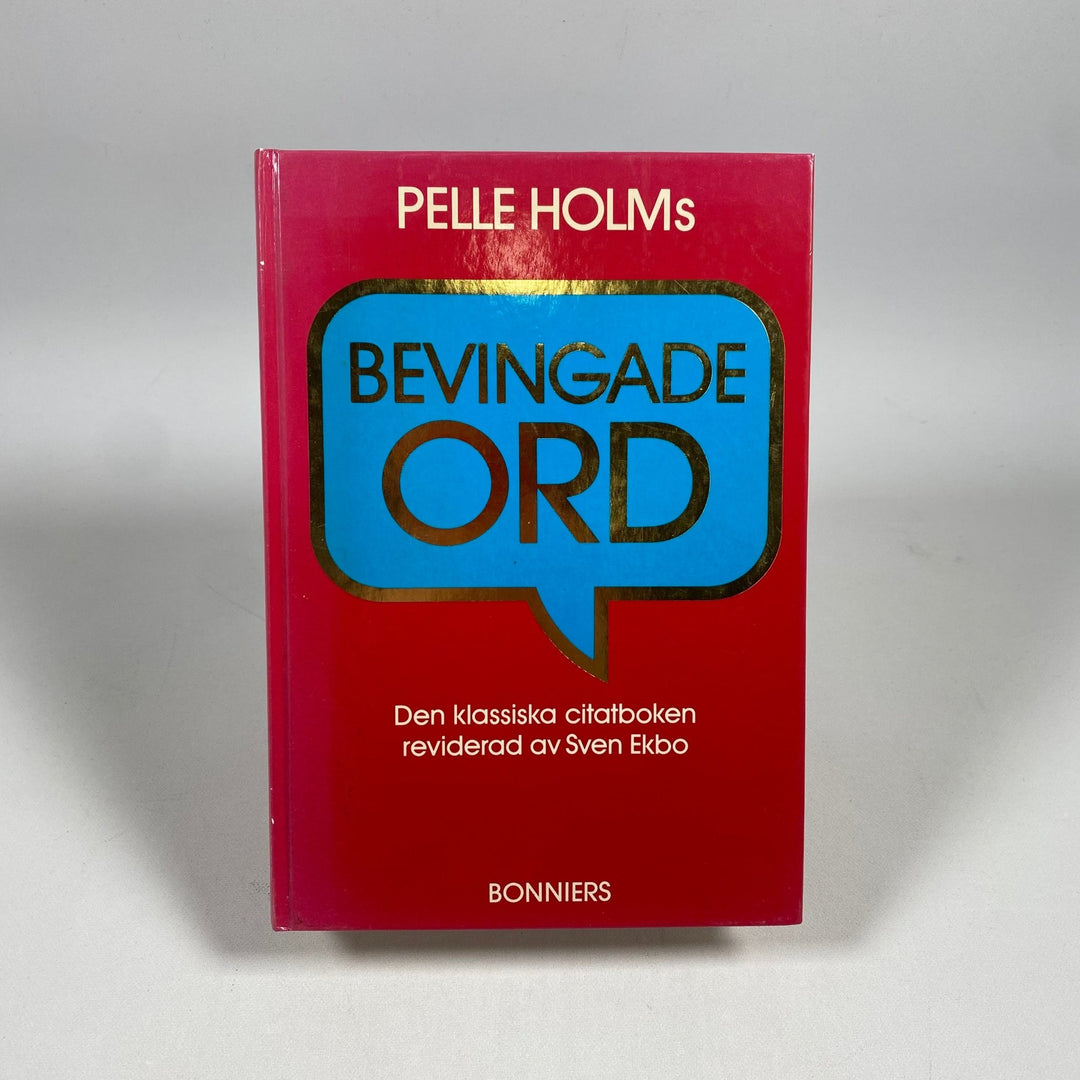 PELLE HOLMs
BEVINGADE
ORD
Den klassiska citatboken
reviderad av Sven Ekbo
BONNIERS